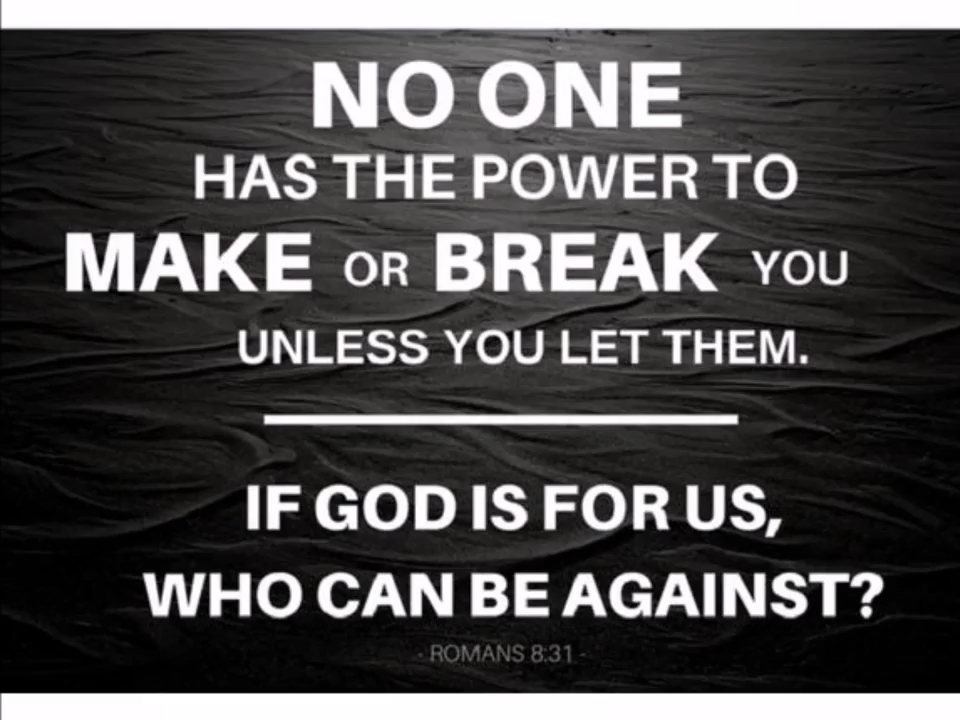 NO ONE
HAS THE POWER TO
MAKE OR BREAK YOU
UNLESS YOU LET THEM.
IF GOD IS FOR US,
WHO CAN BE AGAINST?
- ROMANS 8:31 -